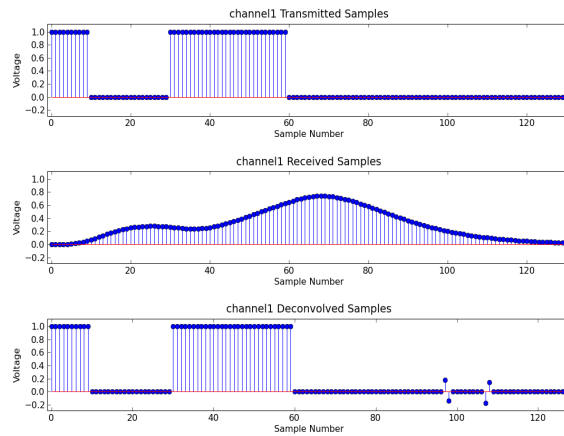 channel1 Transmitted Samples
1.0
0.8
0.6
0.4
0.2
0.0
−0.2
Voltage
0 20 40 60 80 100 120
Sample Number
channel1 Received Samples
1.0
0.8
0.6
0.4
0.2
0.0
−0.2
Voltage
0 20 40 60 80 100 120
Sample Number
channel1 Deconvolved Samples
1.0
0.8
0.6
0.4
0.2
0.0
−0.2
Voltage
0 20 40 60 80 100 120
Sample Number